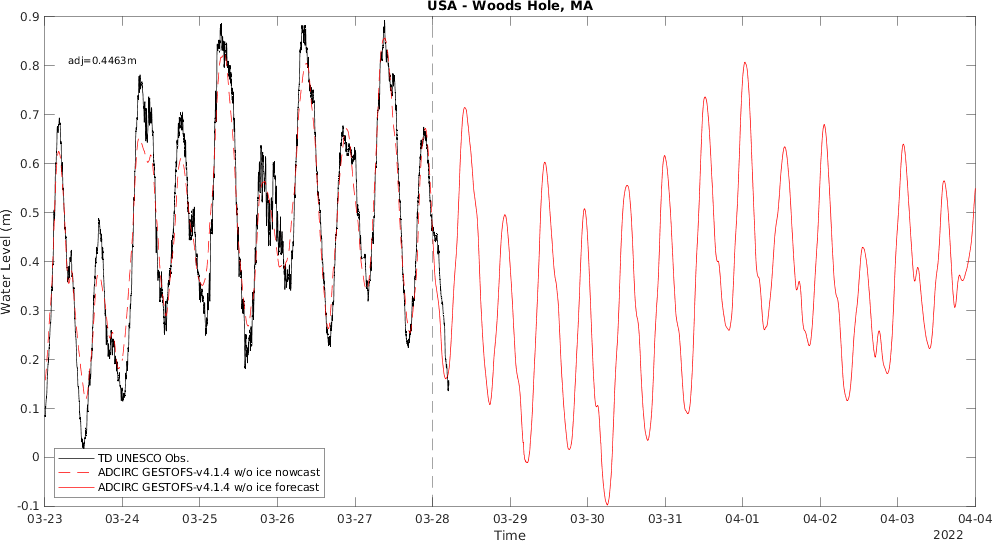 USA - Woods Hole, MA
adj=0.4463m
0.9
0.8
0.7
0.6
0.5
0.4
0.3
0.2
0.1
0
-0.1
Water Level (m)
TD UNESCO Obs.
ADCIRC GESTOFS-v4.1.4 w/o ice nowcast
ADCIRC GESTOFS-v4.1.4 w/o ice forecast
03-23 03-24 03-25 03-26 03-27 03-28 03-29 03-30 03-31 04-01 04-02 04-03 04-04
Time
2022